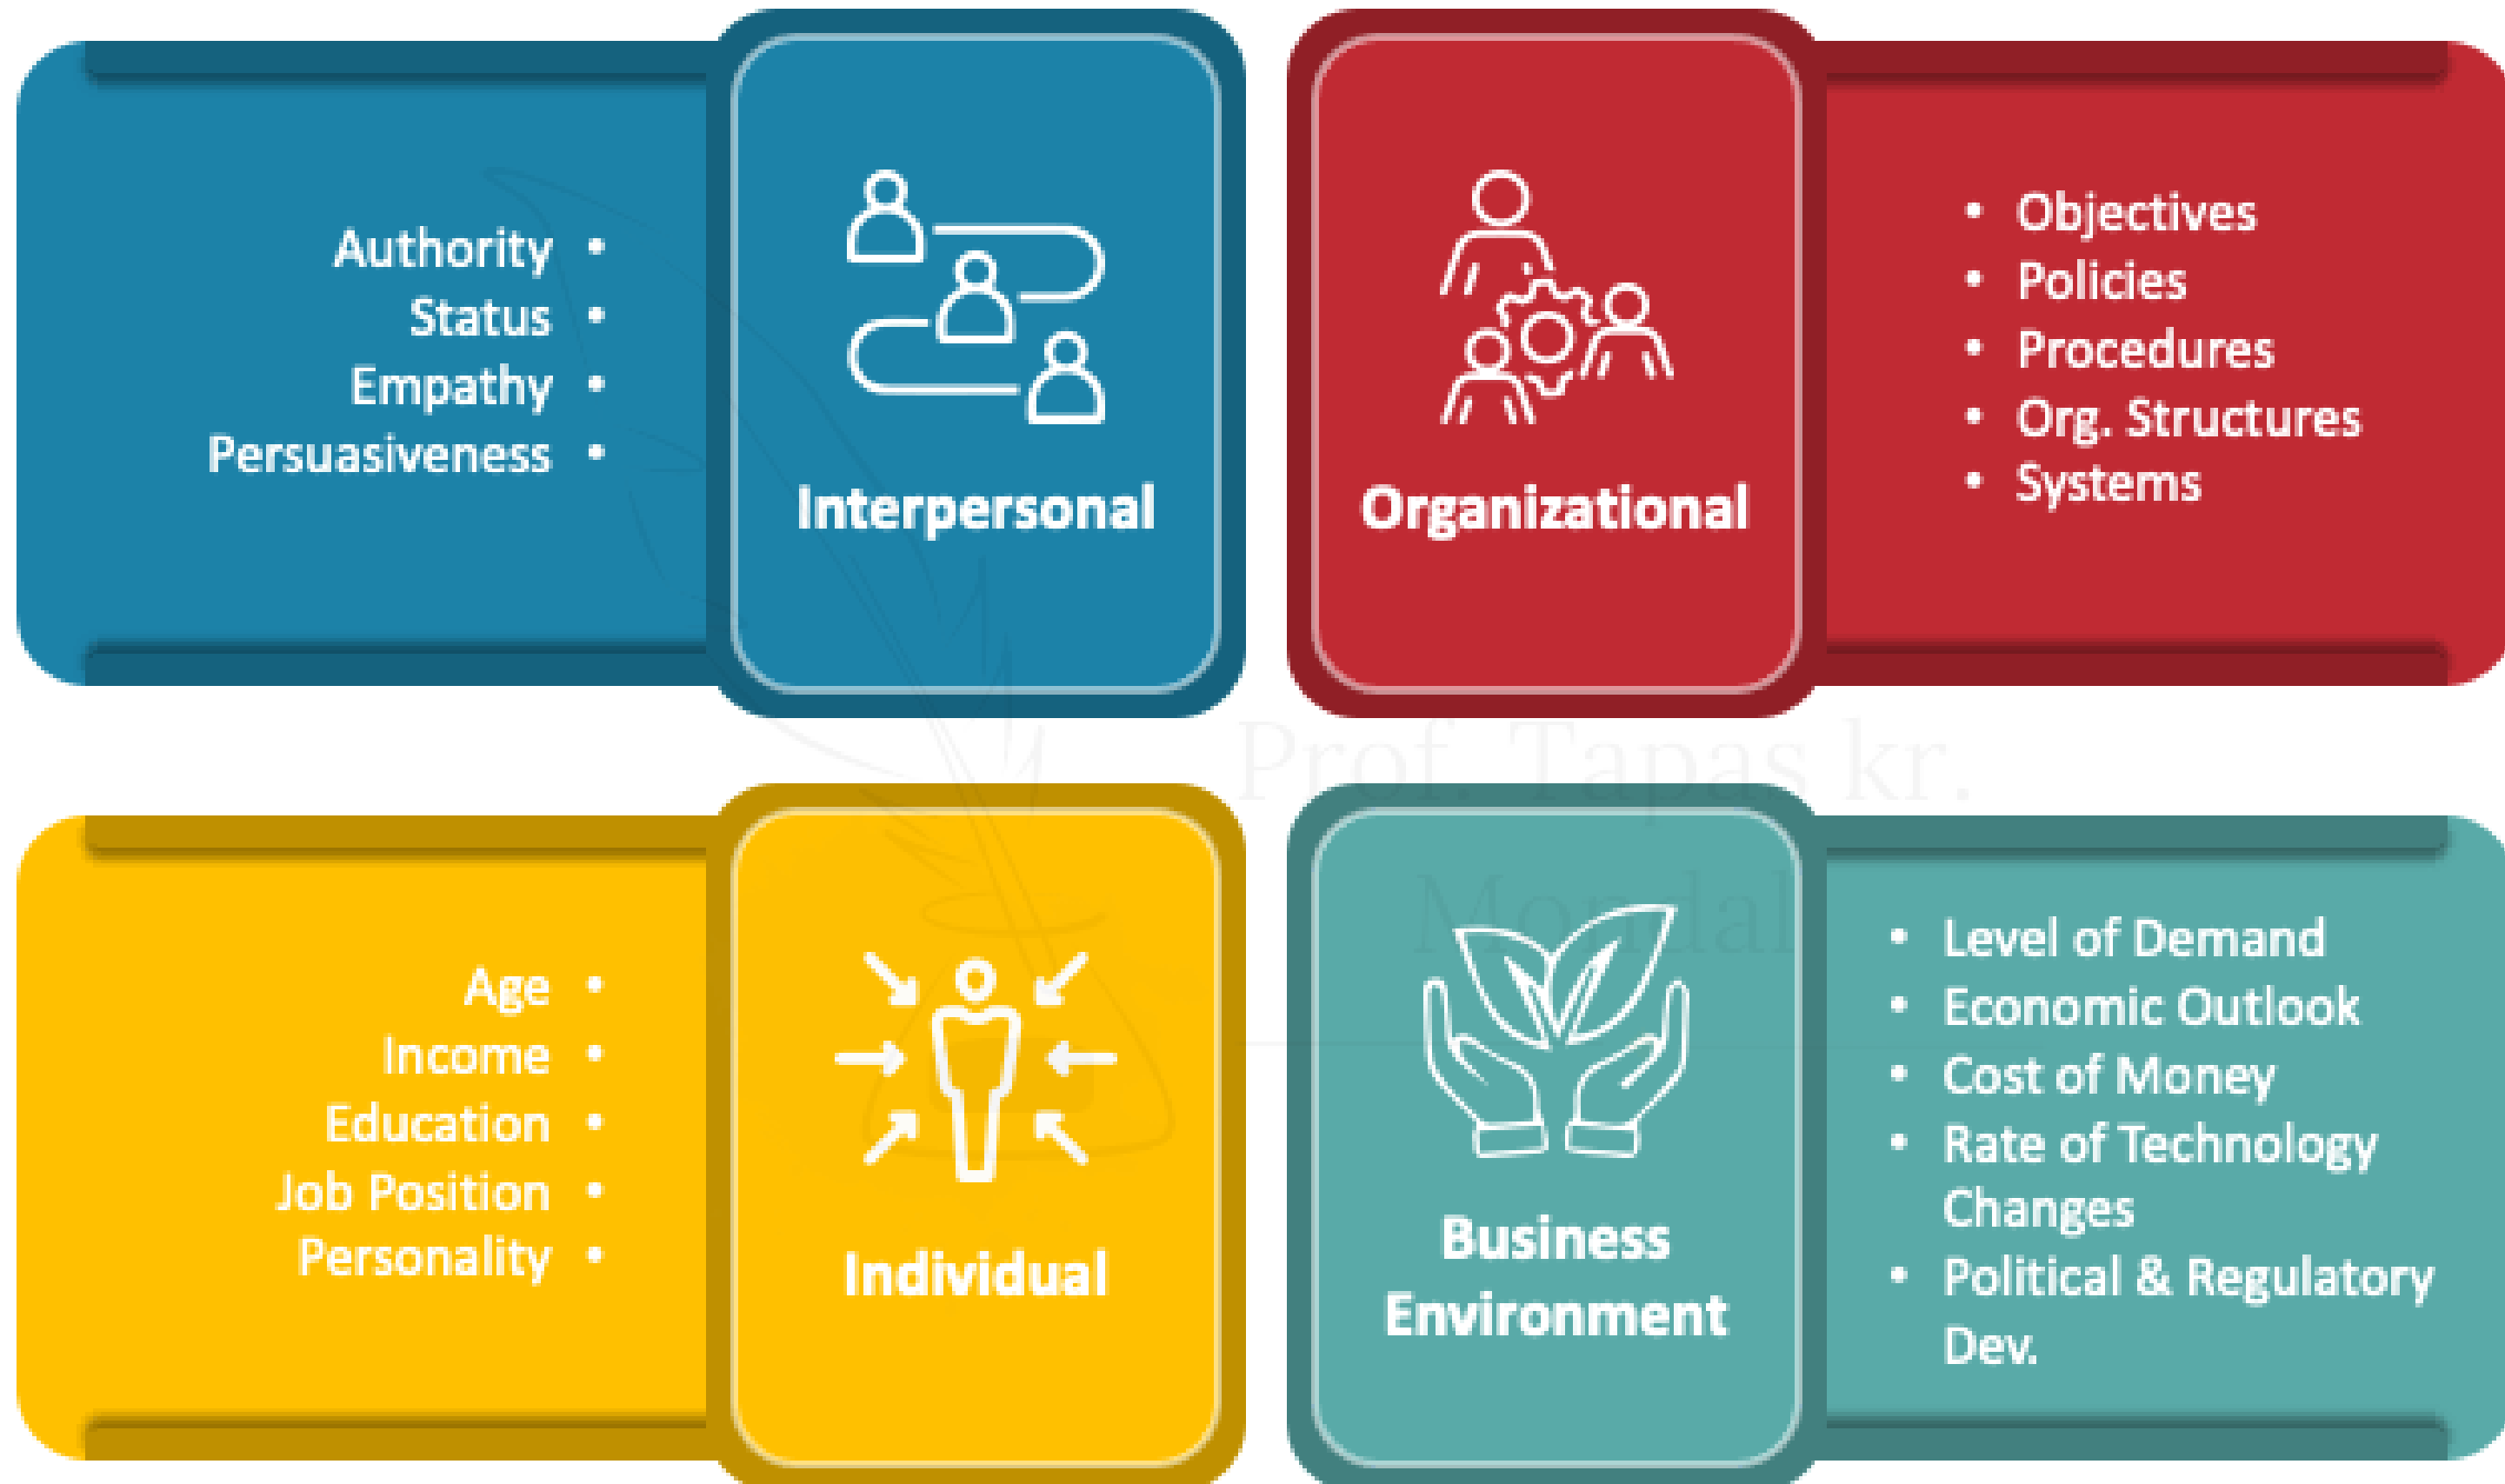 Authority •
Status •
Empathy •
Persuasiveness •
Interpersonal
Organizational
• Objectives
• Policies
• Procedures
• Org. Structures
• Systems
Prof. Tapas kr.
Mondal
Age •
Income •
Education •
Job Position •
Personality •
Individual
Business
Environment
• Level of Demand
• Economic Outlook
• Cost of Money
• Rate of Technology
Changes
• Political & Regulatory
Dev.